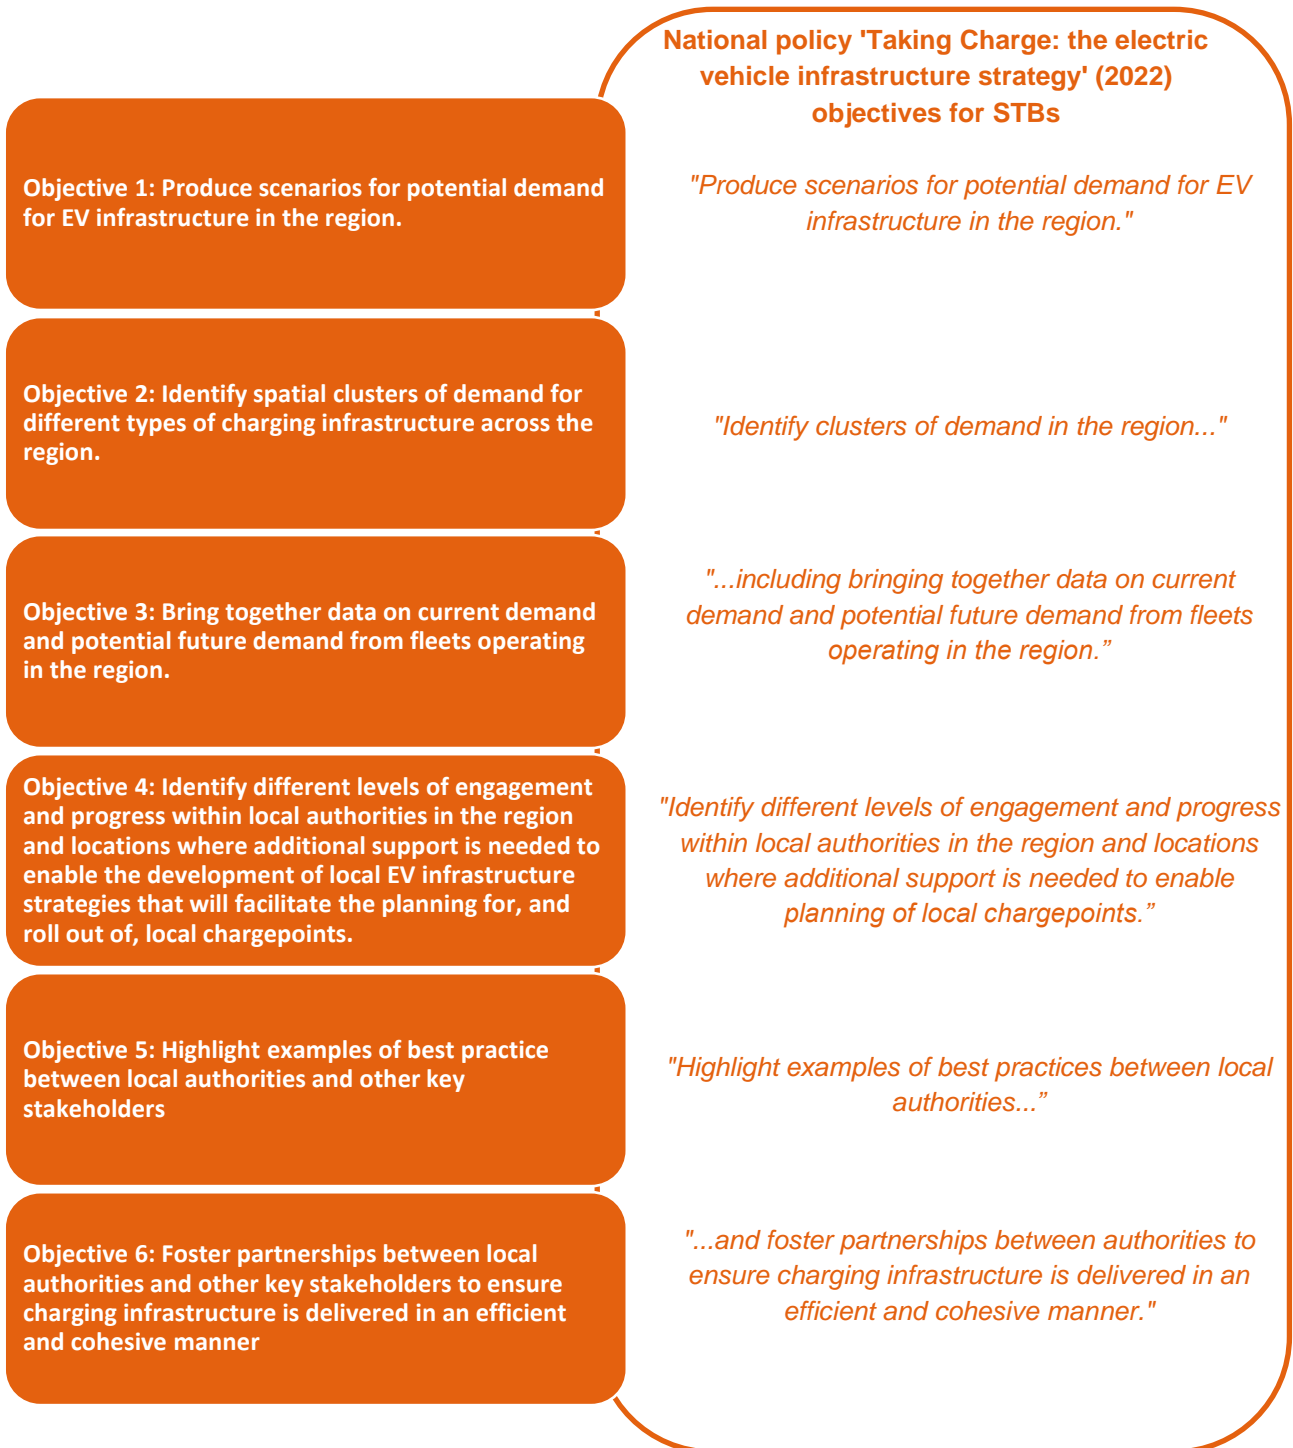 National policy 'Taking Charge: the electric
vehicle infrastructure strategy' (2022)
objectives for STBs
Objective 1: Produce scenarios for potential demand
for EV infrastructure in the region.
"Produce scenarios for potential demand for EV
infrastructure in the region."
Objective 2: Identify spatial clusters of demand for
different types of charging infrastructure across the
region.
"Identify clusters of demand in the region..."
Objective 3: Bring together data on current demand
and potential future demand from fleets operating
in the region.
"...including bringing together data on current
demand and potential future demand from fleets
operating in the region.”
Objective 4: Identify different levels of engagement
and progress within local authorities in the region
and locations where additional support is needed to
enable the development of local EV infrastructure
strategies that will facilitate the planning for, and
roll out of, local chargepoints.
"Identify different levels of engagement and progress
within local authorities in the region and locations
where additional support is needed to enable
planning of local chargepoints.”
Objective 5: Highlight examples of best practice
between local authorities and other key
stakeholders
"Highlight examples of best practices between local
authorities...”
Objective 6: Foster partnerships between local
authorities and other key stakeholders to ensure
charging infrastructure is delivered in an efficient
and cohesive manner
"...and foster partnerships between authorities to
ensure charging infrastructure is delivered in an
efficient and cohesive manner."